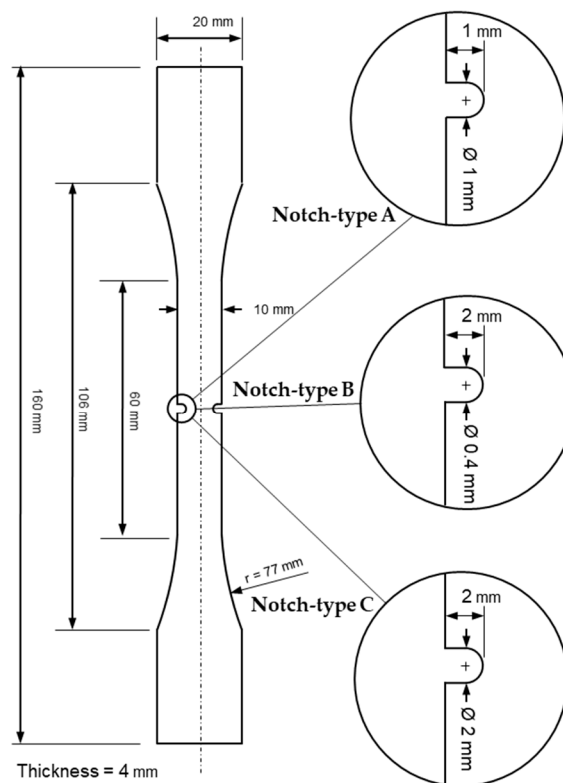 20 mm
1 mm
Ø 1 mm
Notch-type A
160 mm
106 mm
60 mm
10 mm
2 mm
Notch-type B
Ø 0.4 mm
r = 77 mm
Notch-type C
2 mm
Ø 2 mm
Thickness = 4 mm